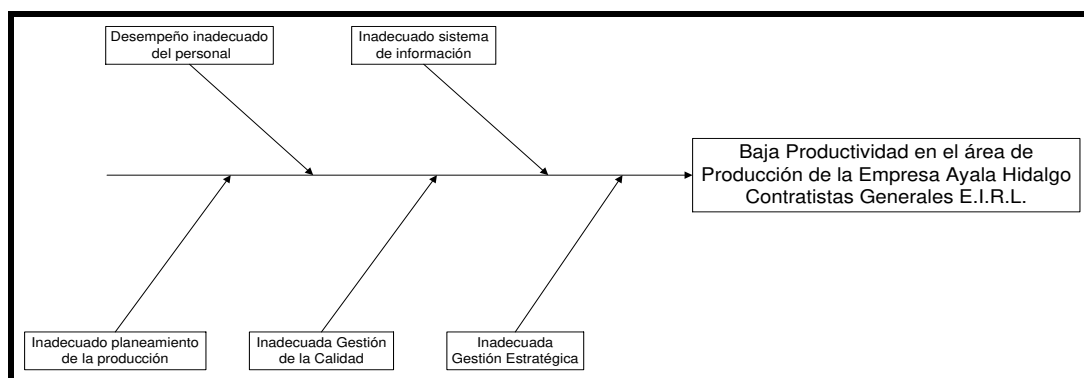 Desempeño inadecuado
del personal
Inadecuado sistema
de información
Baja Productividad en el área de
Producción de la Empresa Ayala Hidalgo
Contratistas Generales E.I.R.L.
Inadecuado planeamiento
de la producción
Inadecuada Gestión
de la Calidad
Inadecuada
Gestión Estratégica